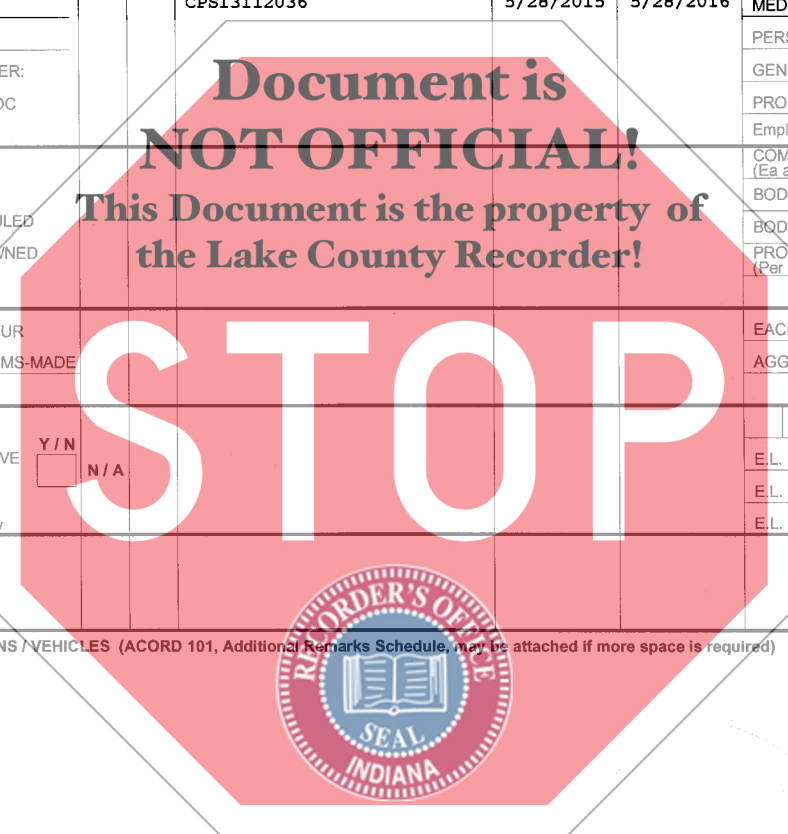 CPS13112036 5/28/2015 5/28/2016 MED
PERS
ER: GEN
OC PRO
Empl
COM
(Ea a
ULED BOD
BOD
WNED PRO
(Per
Document is
NOT OFFICIAL!
This Document is the property of
the Lake County Recorder!
UR EACH
MS-MADE AGG
STOP
Y / N
VE N / A E.L.
E.L.
E.L.
NS / VEHICLES (ACORD 101, Additional Remarks Schedule, may be attached if more space is required)
RECORDER'S OFFICE
SEAL
INDIANA